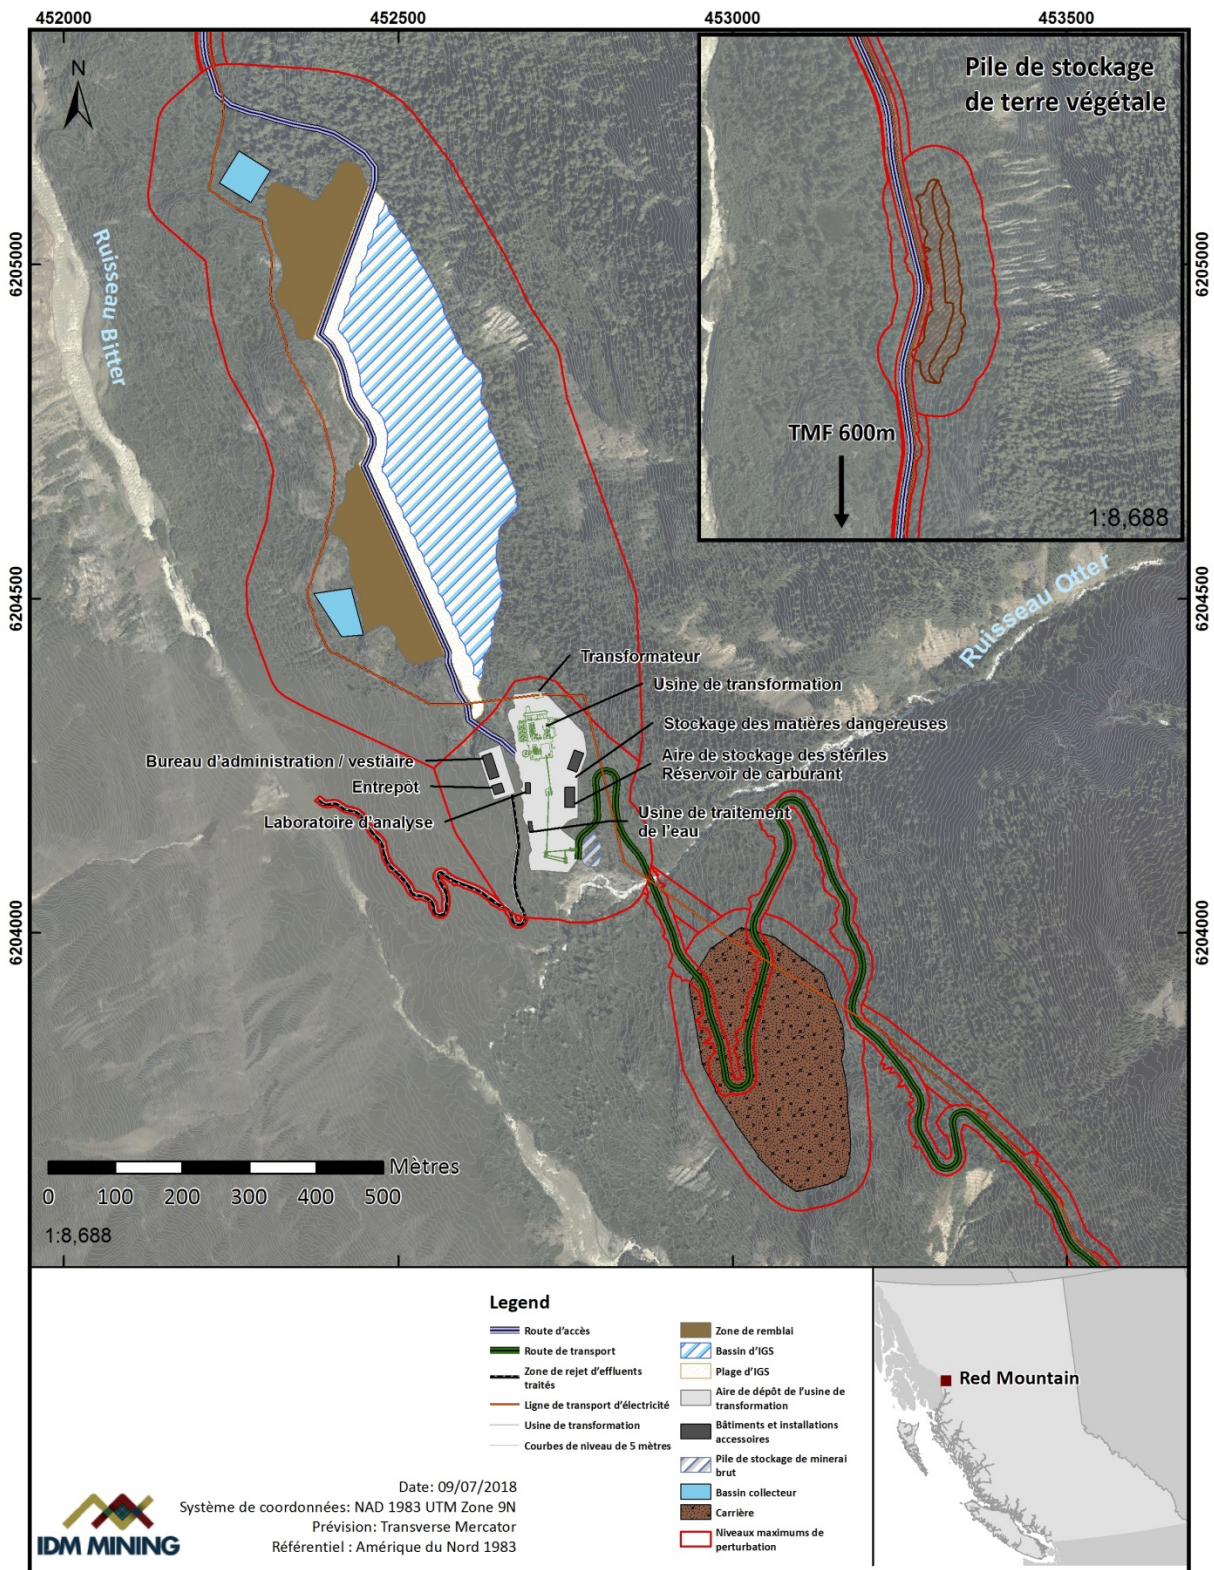 452000
452500
453000
453500
N
Pile de stockage
de terre végétale
Ruisseau Bitter
6205000
6205000
TMF 600m
1:8,688
6204500
6204500
Ruisseau Otter
Transformateur
Usine de transformation
Stockage des matières dangereuses
Bureau d'administration / vestiaire
Aire de stockage des stériles
Réservoir de carburant
Entrepôt
Laboratoire d'analyse
Usine de traitement
de l'eau
6204000
6204000
Mètres
0 100 200 300 400 500
1:8,688
Legend
Route d'accès
Route de transport
Zone de rejet d'effluents
traités
Ligne de transport d'électricité
Usine de transformation
Courbes de niveau de 5 mètres
Zone de remblai
Bassin d'IGS
Plage d'IGS
Aire de dépôt de l'usine de
transformation
Bâtiments et installations
accessoires
Pile de stockage de minerai
brut
Bassin collecteur
Carrière
Niveaux maximums de
perturbation
Red Mountain
Date: 09/07/2018
Système de coordonnées: NAD 1983 UTM Zone 9N
Prévision: Transverse Mercator
Référentiel : Amérique du Nord 1983
IDM MINING